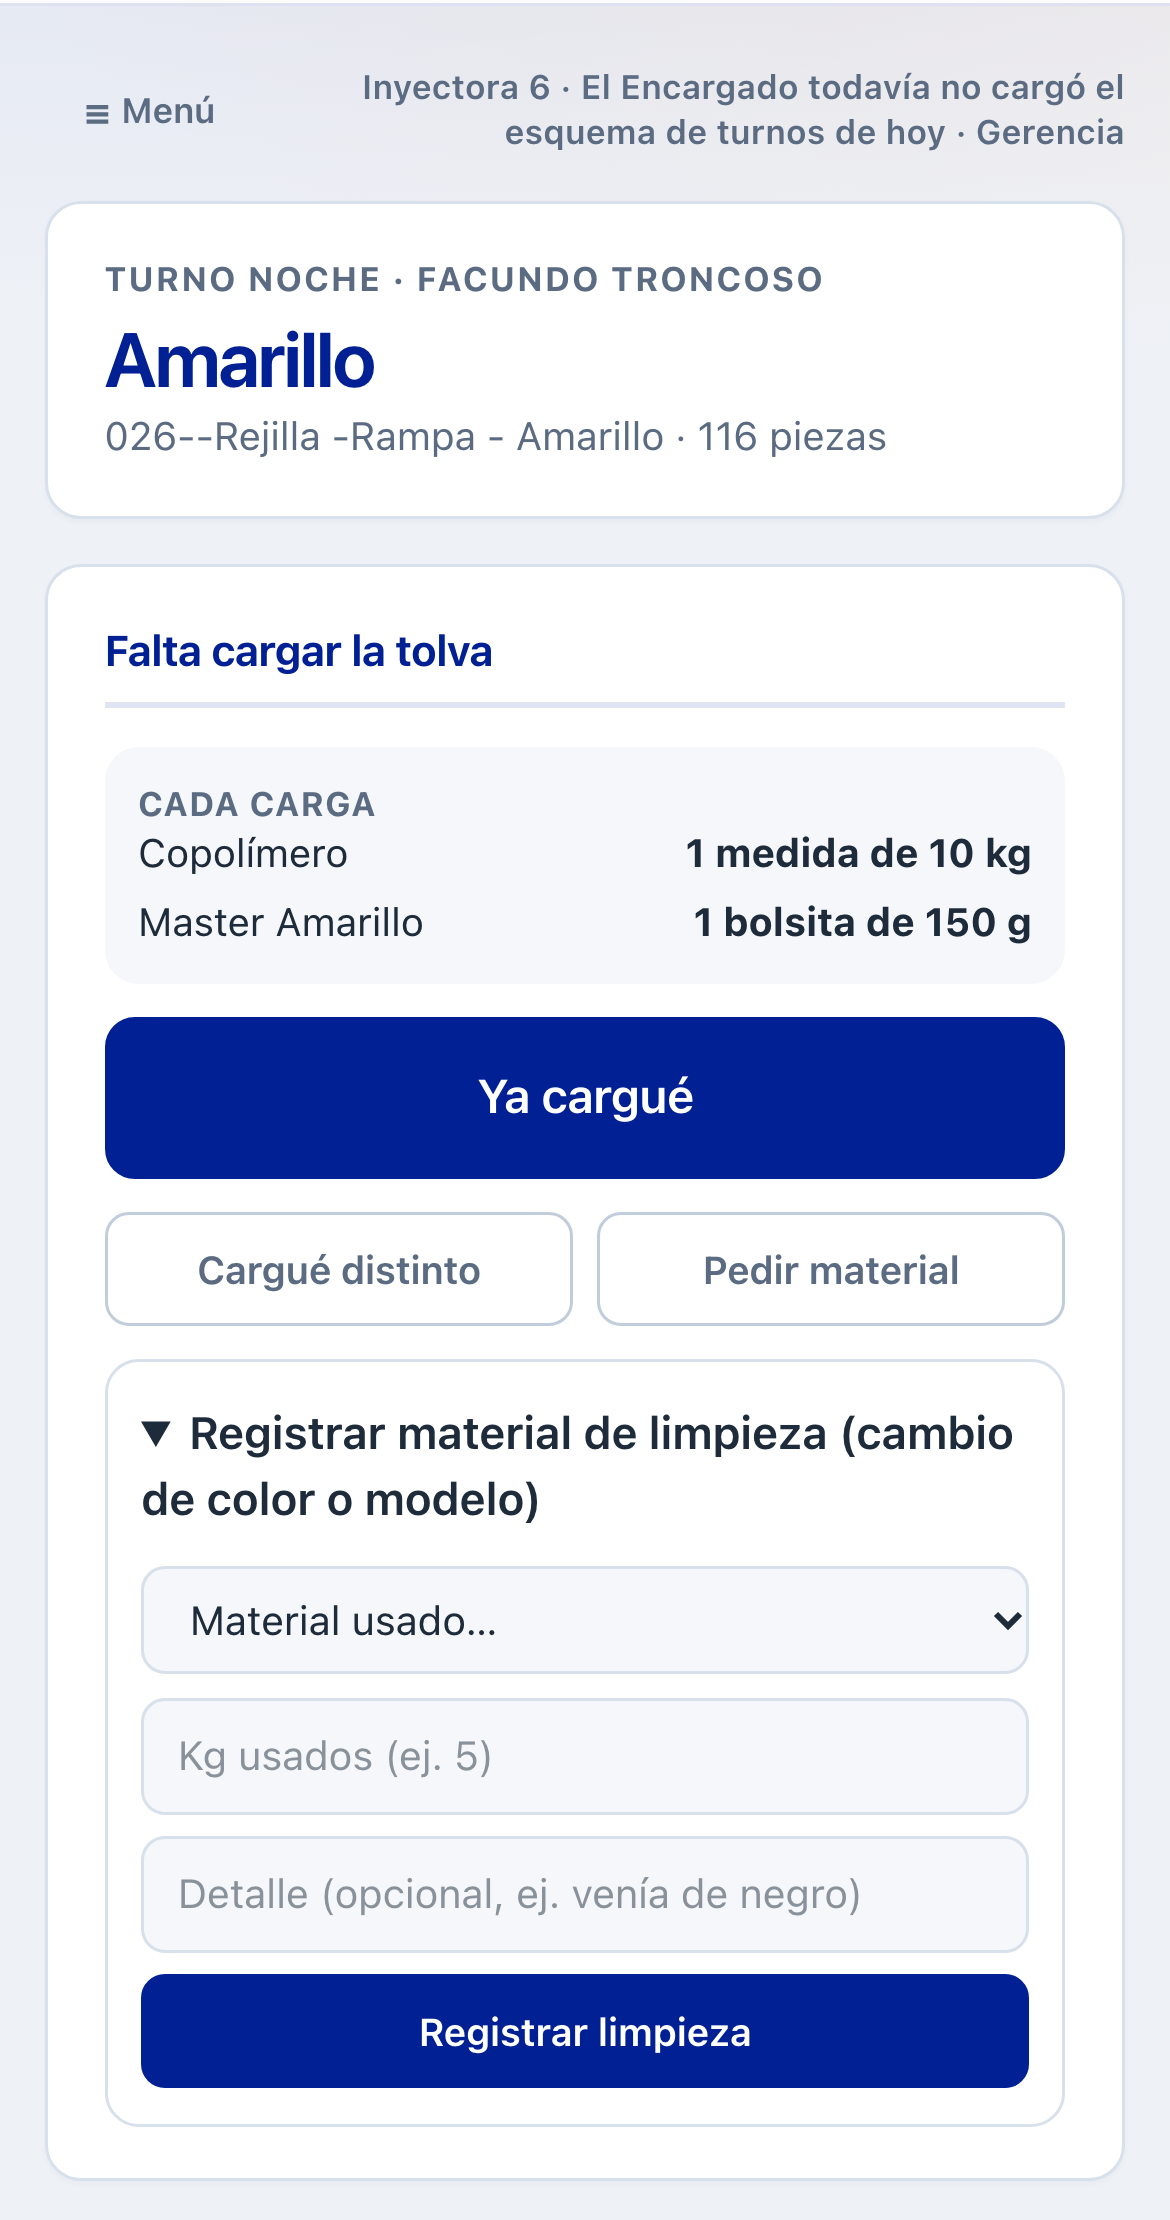 ≡ Menú
Inyectora 6 · El Encargado todavía no cargó el
esquema de turnos de hoy · Gerencia
TURNO NOCHE · FACUNDO TRONCOSO
Amarillo
026--Rejilla -Rampa - Amarillo · 116 piezas
Falta cargar la tolva
CADA CARGA
Copolímero 1 medida de 10 kg
Master Amarillo 1 bolsita de 150 g
Ya cargué
Cargué distinto
Pedir material
▼ Registrar material de limpieza (cambio
de color o modelo)
Material usado...
Kg usados (ej. 5)
Detalle (opcional, ej. venía de negro)
Registrar limpieza